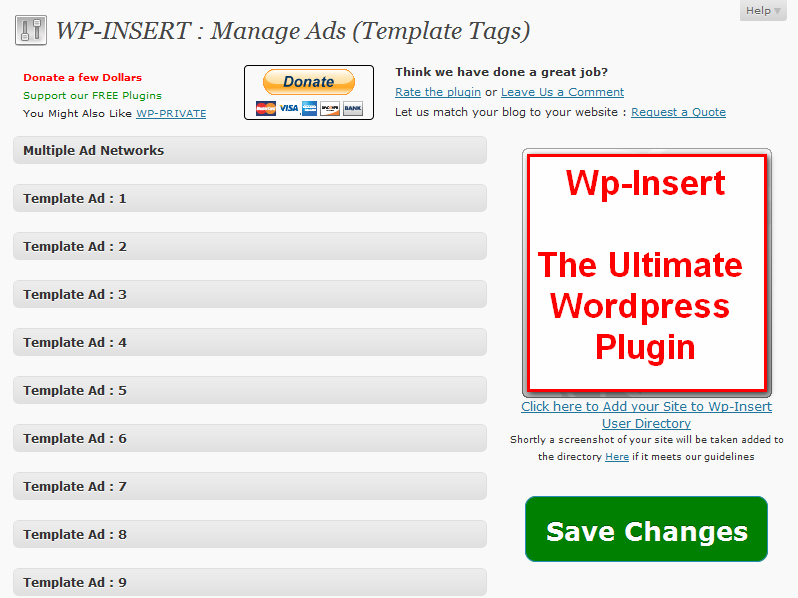 Help
WP-INSERT : Manage Ads (Template Tags)
Donate a few Dollars
Support our FREE Plugins
You Might Also Like WP-PRIVATE
Donate
VISA
BANK
Think we have done a great job?
Rate the plugin or Leave Us a Comment
Let us match your blog to your website : Request a Quote
Multiple Ad Networks
Template Ad : 1
Template Ad : 2
Template Ad : 3
Template Ad : 4
Template Ad : 5
Template Ad : 6
Template Ad : 7
Template Ad : 8
Template Ad : 9
Wp-Insert
The Ultimate
Wordpress
Plugin
Click here to Add your Site to Wp-Insert
User Directory
Shortly a screenshot of your site will be taken added to
the directory Here if it meets our guidelines
Save Changes